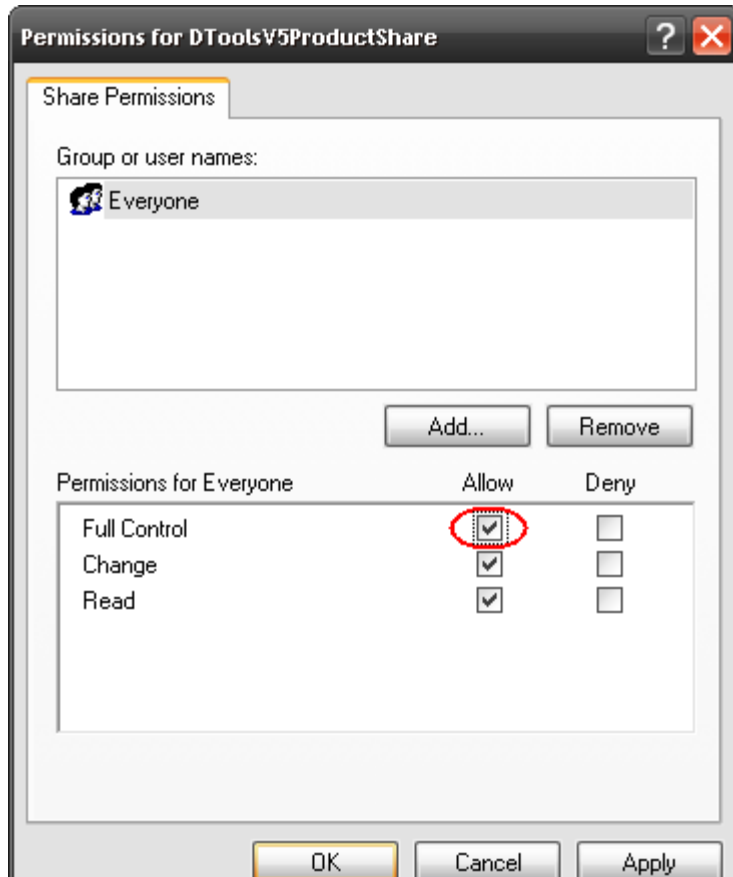 Permissions for DToolsV5ProductShare
Share Permissions
Group or user names:
Everyone
Add... Remove
Permissions for Everyone Allow Deny
Full Control
Change
Read
OK Cancel Apply